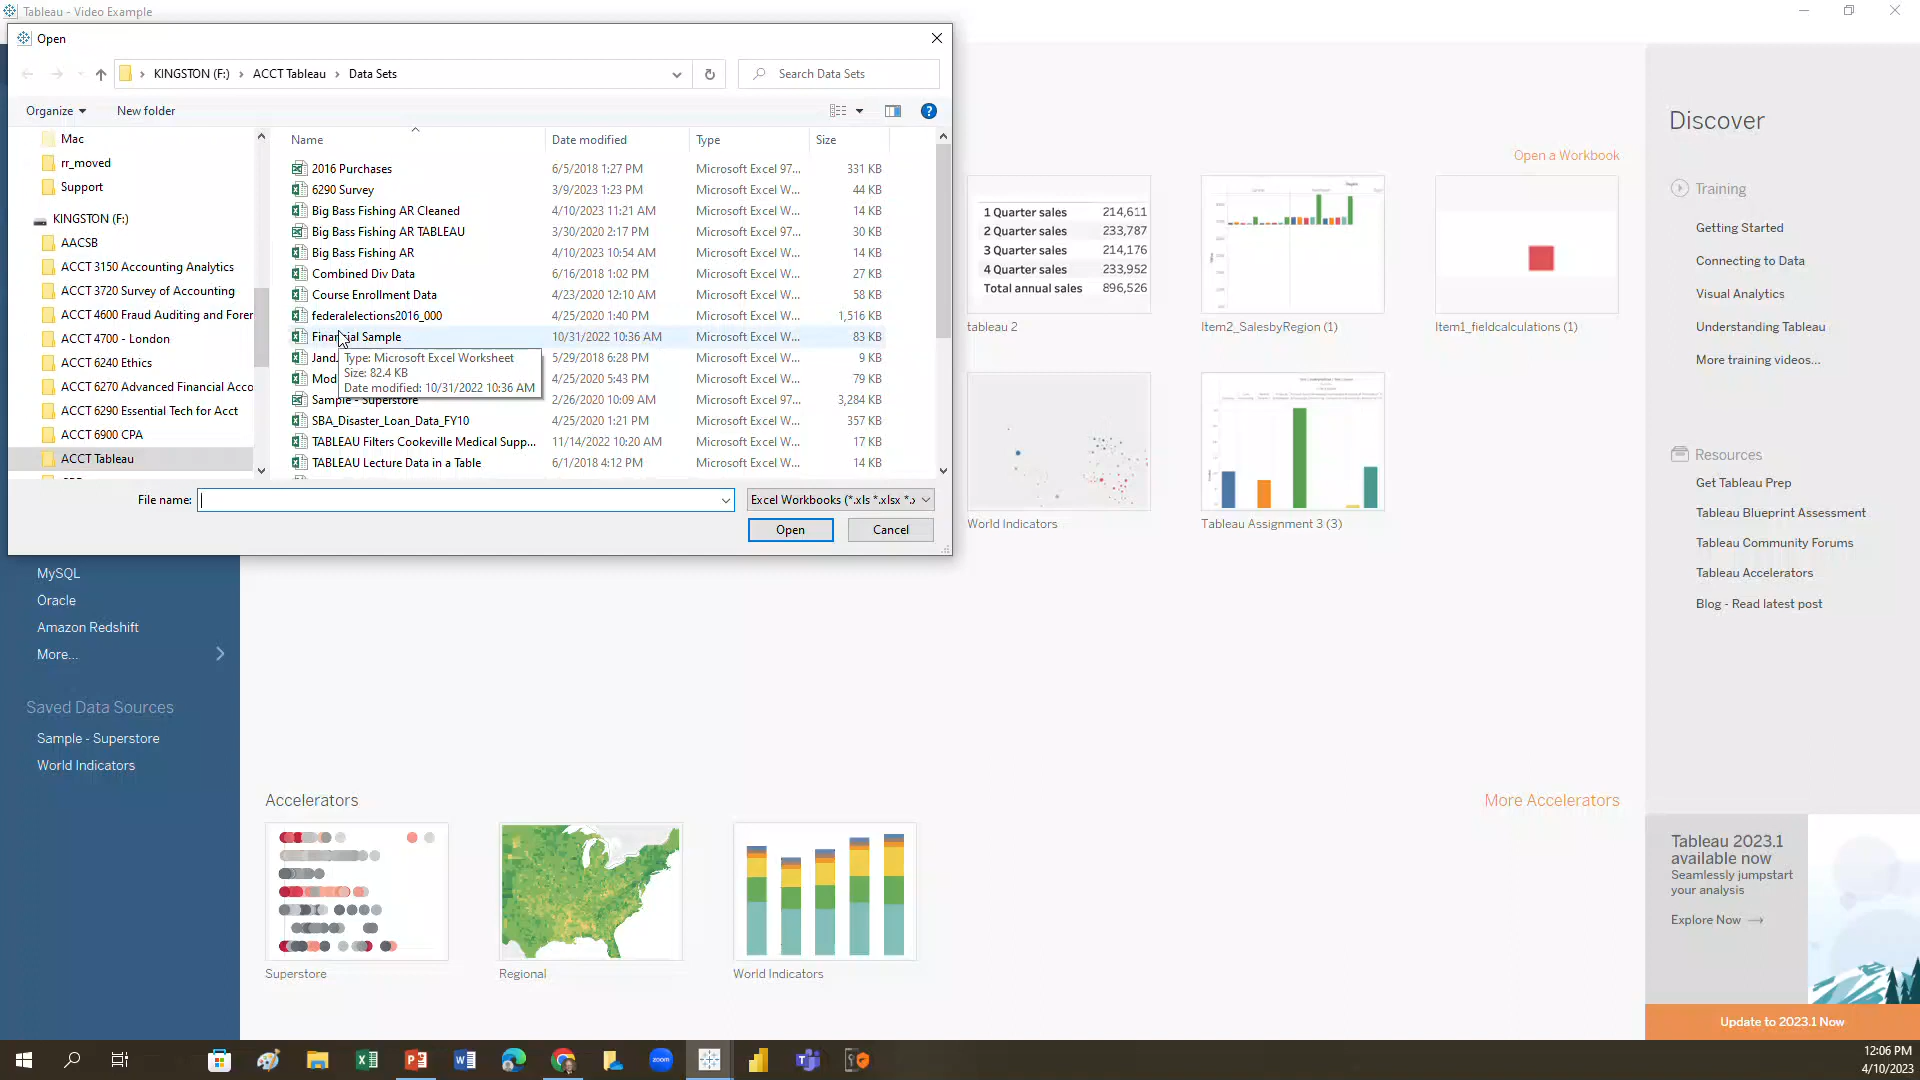 Tableau - Video Example
Open
KINGSTON (F:) › ACCT Tableau › Data Sets
Search Data Sets
Organize
New folder
Mac
rr_moved
Support
KINGSTON (F:)
AACSB
ACCT 3150 Accounting Analytics
ACCT 3720 Survey of Accounting
ACCT 4600 Fraud Auditing and Forer
ACCT 4700 - London
ACCT 6240 Ethics
ACCT 6270 Advanced Financial Acco
ACCT 6290 Essential Tech for Acct
ACCT 6900 CPA
ACCT Tableau
Name Date modified Type Size
2016 Purchases 6/5/2018 1:27 PM Microsoft Excel 97... 331 KB
6290 Survey 3/9/2023 1:23 PM Microsoft Excel W... 44 KB
Big Bass Fishing AR Cleaned 4/10/2023 11:21 AM Microsoft Excel W... 14 KB
Big Bass Fishing AR TABLEAU 3/30/2020 2:17 PM Microsoft Excel 97... 30 KB
Big Bass Fishing AR 4/10/2023 10:54 AM Microsoft Excel W... 14 KB
Combined Div Data 6/16/2018 1:02 PM Microsoft Excel W... 27 KB
Course Enrollment Data 4/23/2020 12:10 AM Microsoft Excel W... 58 KB
federalelections2016_000 4/25/2020 1:40 PM Microsoft Excel W... 1,516 KB
Financial Sample 10/31/2022 10:36 AM Microsoft Excel W... 83 KB
Jand. 5/29/2018 6:28 PM Microsoft Excel W... 9 KB
Mod 4/25/2020 5:43 PM Microsoft Excel W... 79 KB
Sample - Superstore 2/26/2020 10:09 AM Microsoft Excel 97... 3,284 KB
SBA_Disaster_Loan_Data_FY10 4/25/2020 1:21 PM Microsoft Excel W... 357 KB
TABLEAU Filters Cookeville Medical Supp... 11/14/2022 10:20 AM Microsoft Excel W... 17 KB
TABLEAU Lecture Data in a Table 6/1/2018 4:12 PM Microsoft Excel W... 14 KB
Type: Microsoft Excel Worksheet
Size: 82.4 KB
Date modified: 10/31/2022 10:36 AM
File name:
Excel Workbooks (*.xls *.xlsx *.x
Open
Cancel
MySQL
Oracle
Amazon Redshift
More...
Saved Data Sources
Sample - Superstore
World Indicators
Open a Workbook
1 Quarter sales 214,611
2 Quarter sales 233,787
3 Quarter sales 214,176
4 Quarter sales 233,952
Total annual sales 896,526
tableau 2
Item2_SalesbyRegion (1)
Item1_fieldcalculations (1)
World Indicators
Tableau Assignment 3 (3)
Accelerators
More Accelerators
Superstore
Regional
World Indicators
Discover
Training
Getting Started
Connecting to Data
Visual Analytics
Understanding Tableau
More training videos...
Resources
Get Tableau Prep
Tableau Blueprint Assessment
Tableau Community Forums
Tableau Accelerators
Blog - Read latest post
Tableau 2023.1
available now
Seamlessly jumpstart
your analysis
Explore Now →
Update to 2023.1 Now
zoom
12:06 PM
4/10/2023